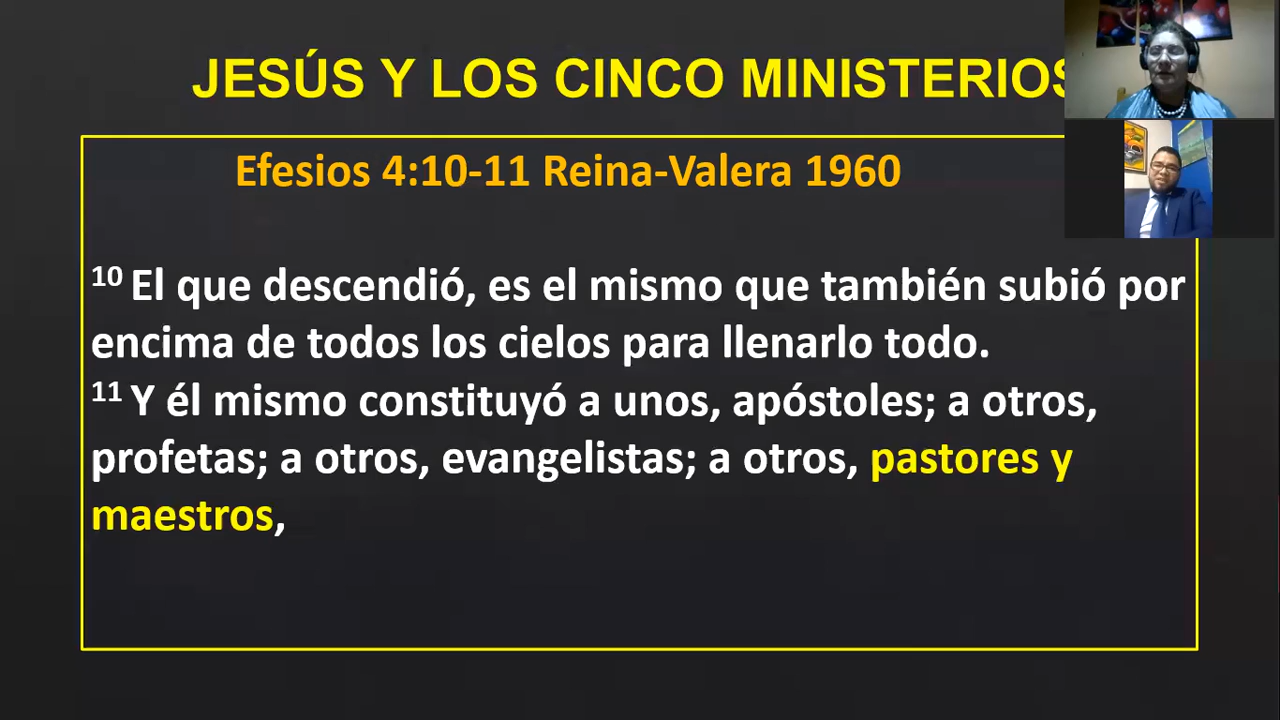 JESÚS Y LOS CINCO MINISTERIOS
Efesios 4:10-11 Reina-Valera 1960
10 El que descendió, es el mismo que también subió por
encima de todos los cielos para llenarlo todo.
11 Y él mismo constituyó a unos, apóstoles; a otros,
profetas; a otros, evangelistas; a otros, pastores y
maestros,